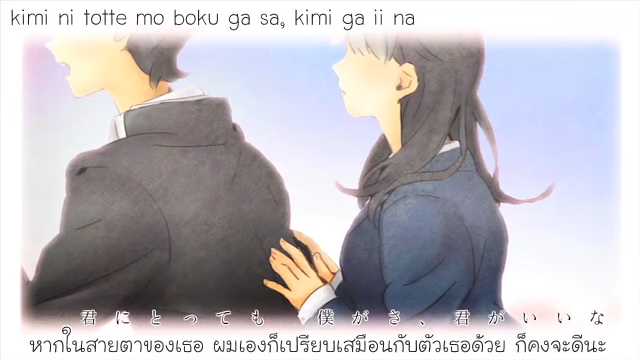 kimi ni totte mo boku ga sa, kimi ga ii na
君にとっても 僕がさ、君がいいな
หากในสายตาของเธอ ผมเองก็เปรียบเสมือนกับตัวเธอด้วย ก็คงจะดีนะ